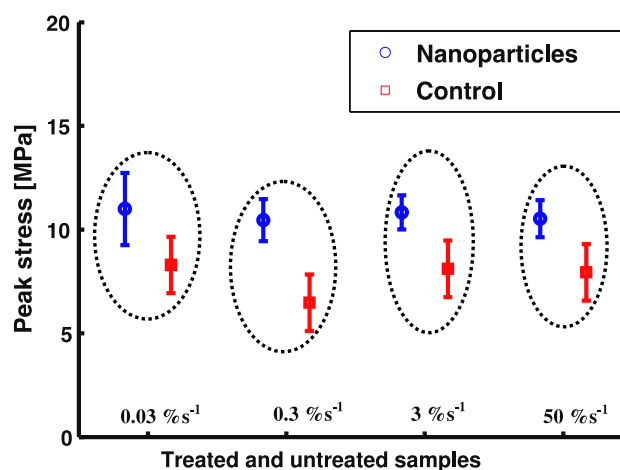 20
15
10
5
0
Peak stress [MPa]
Nanoparticles
Control
0.03 %s⁻¹
0.3 %s⁻¹
3 %s⁻¹
50 %s⁻¹
Treated and untreated samples